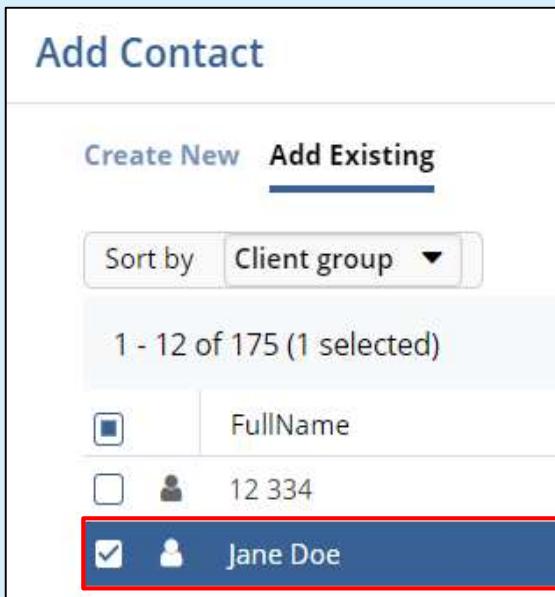 Add Contact
Create New Add Existing
Sort by Client group
1 - 12 of 175 (1 selected)
FullName
12 334
Jane Doe